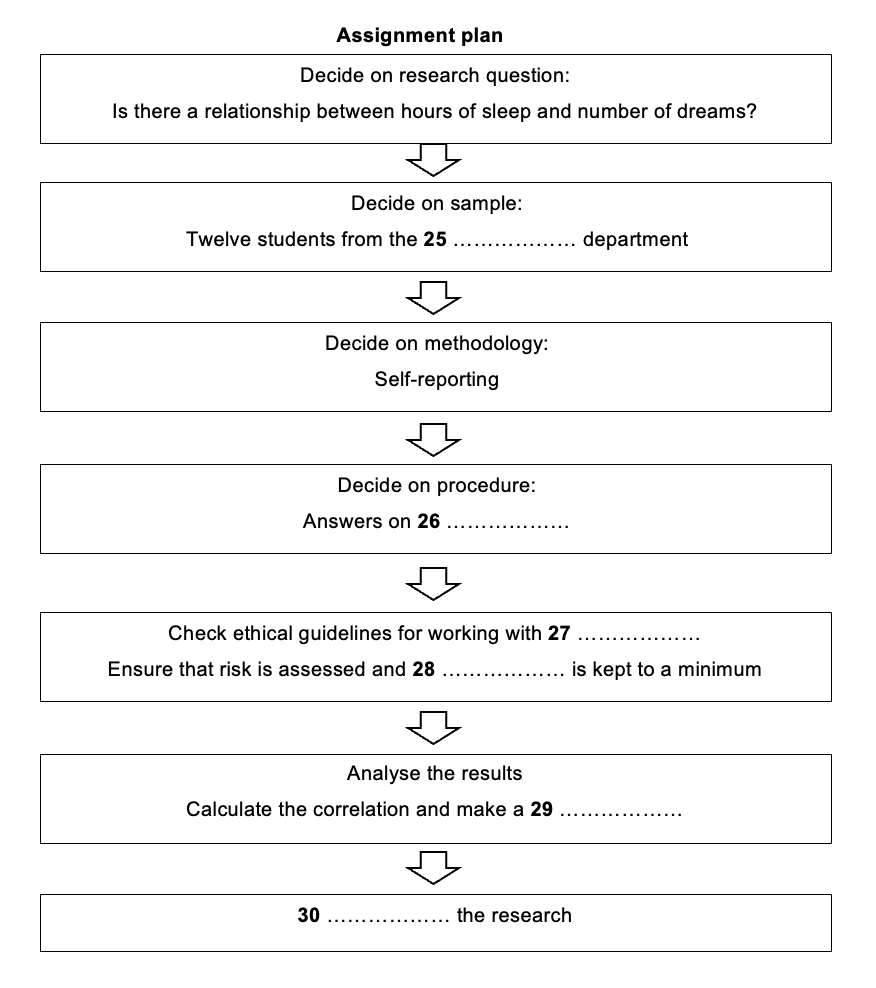 Assignment plan
Decide on research question:
Is there a relationship between hours of sleep and number of dreams?
Decide on sample:
Twelve students from the 25 ……………… department
Decide on methodology:
Self-reporting
Decide on procedure:
Answers on 26 ………………
Check ethical guidelines for working with 27 ………………
Ensure that risk is assessed and 28 ……………… is kept to a minimum
Analyse the results
Calculate the correlation and make a 29 ………………
30 ……………… the research